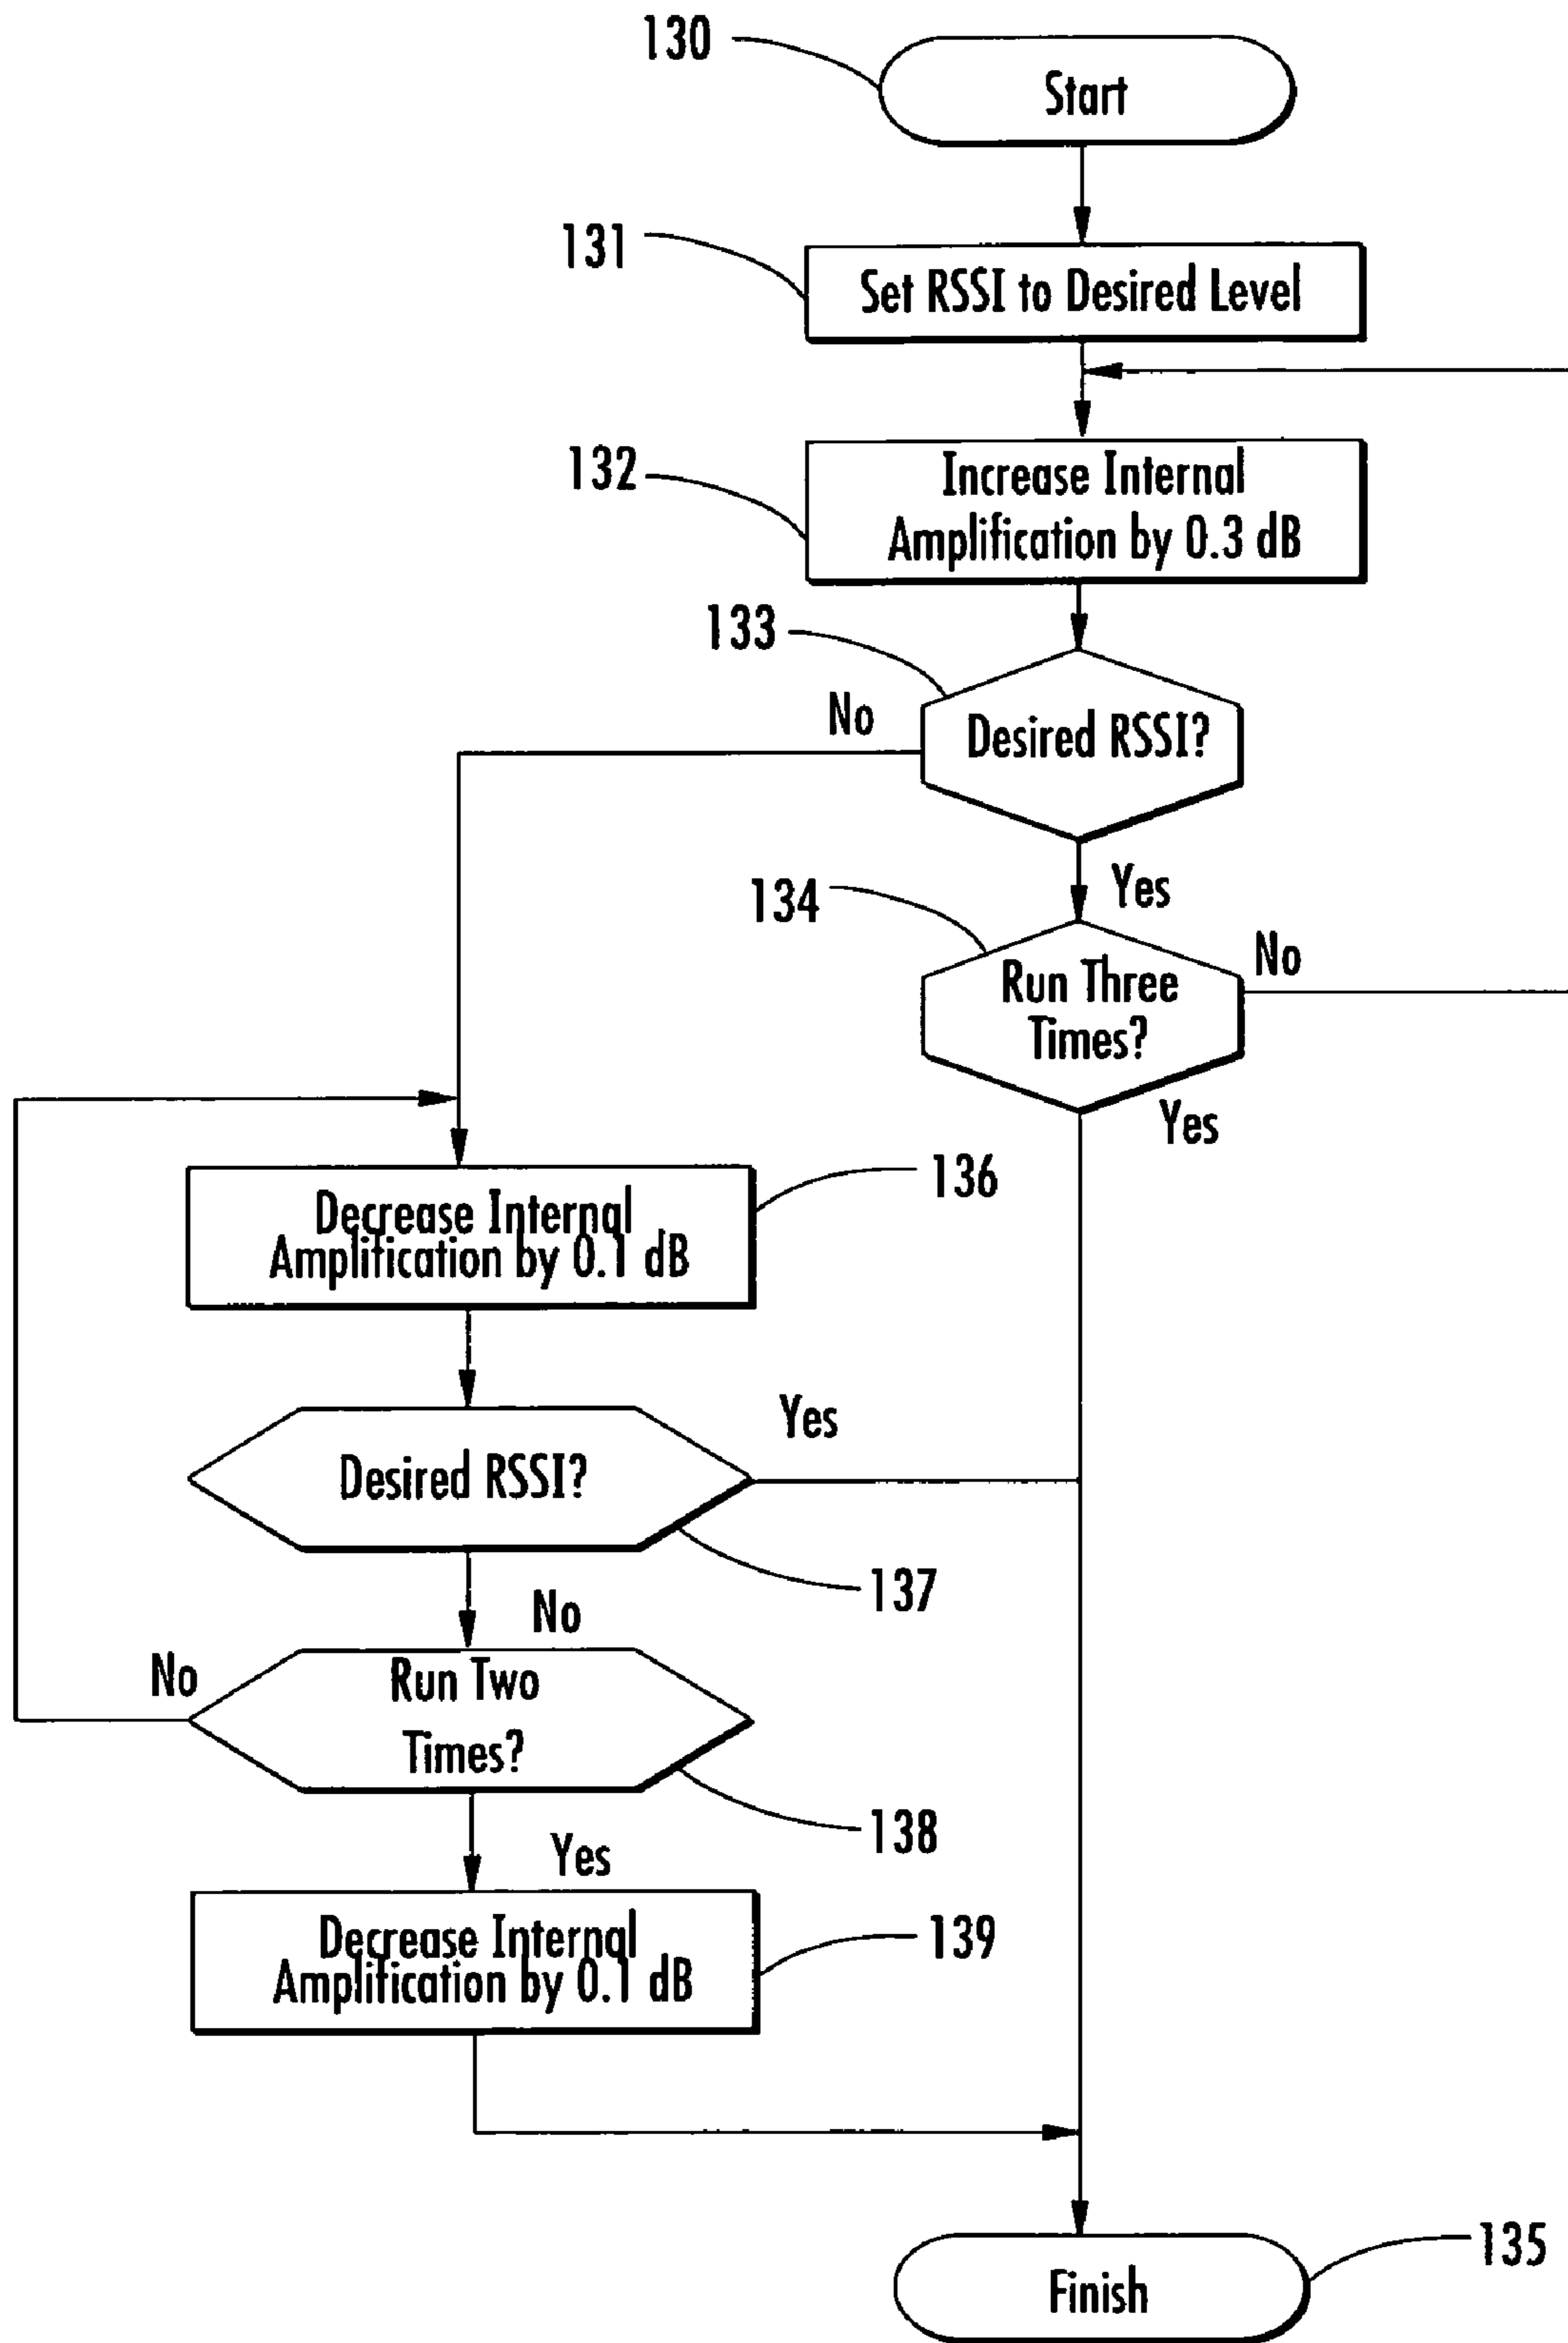 130
Start
131
Set RSSI to Desired Level
132
Increase Internal
Amplification by 0.3 dB
133
No
Desired RSSI?
Yes
134
No
Run Three
Times?
Yes
136
Decrease Internal
Amplification by 0.1 dB
Yes
Desired RSSI?
137
No
No
Run Two
Times?
138
Yes
139
Decrease Internal
Amplification by 0.1 dB
135
Finish